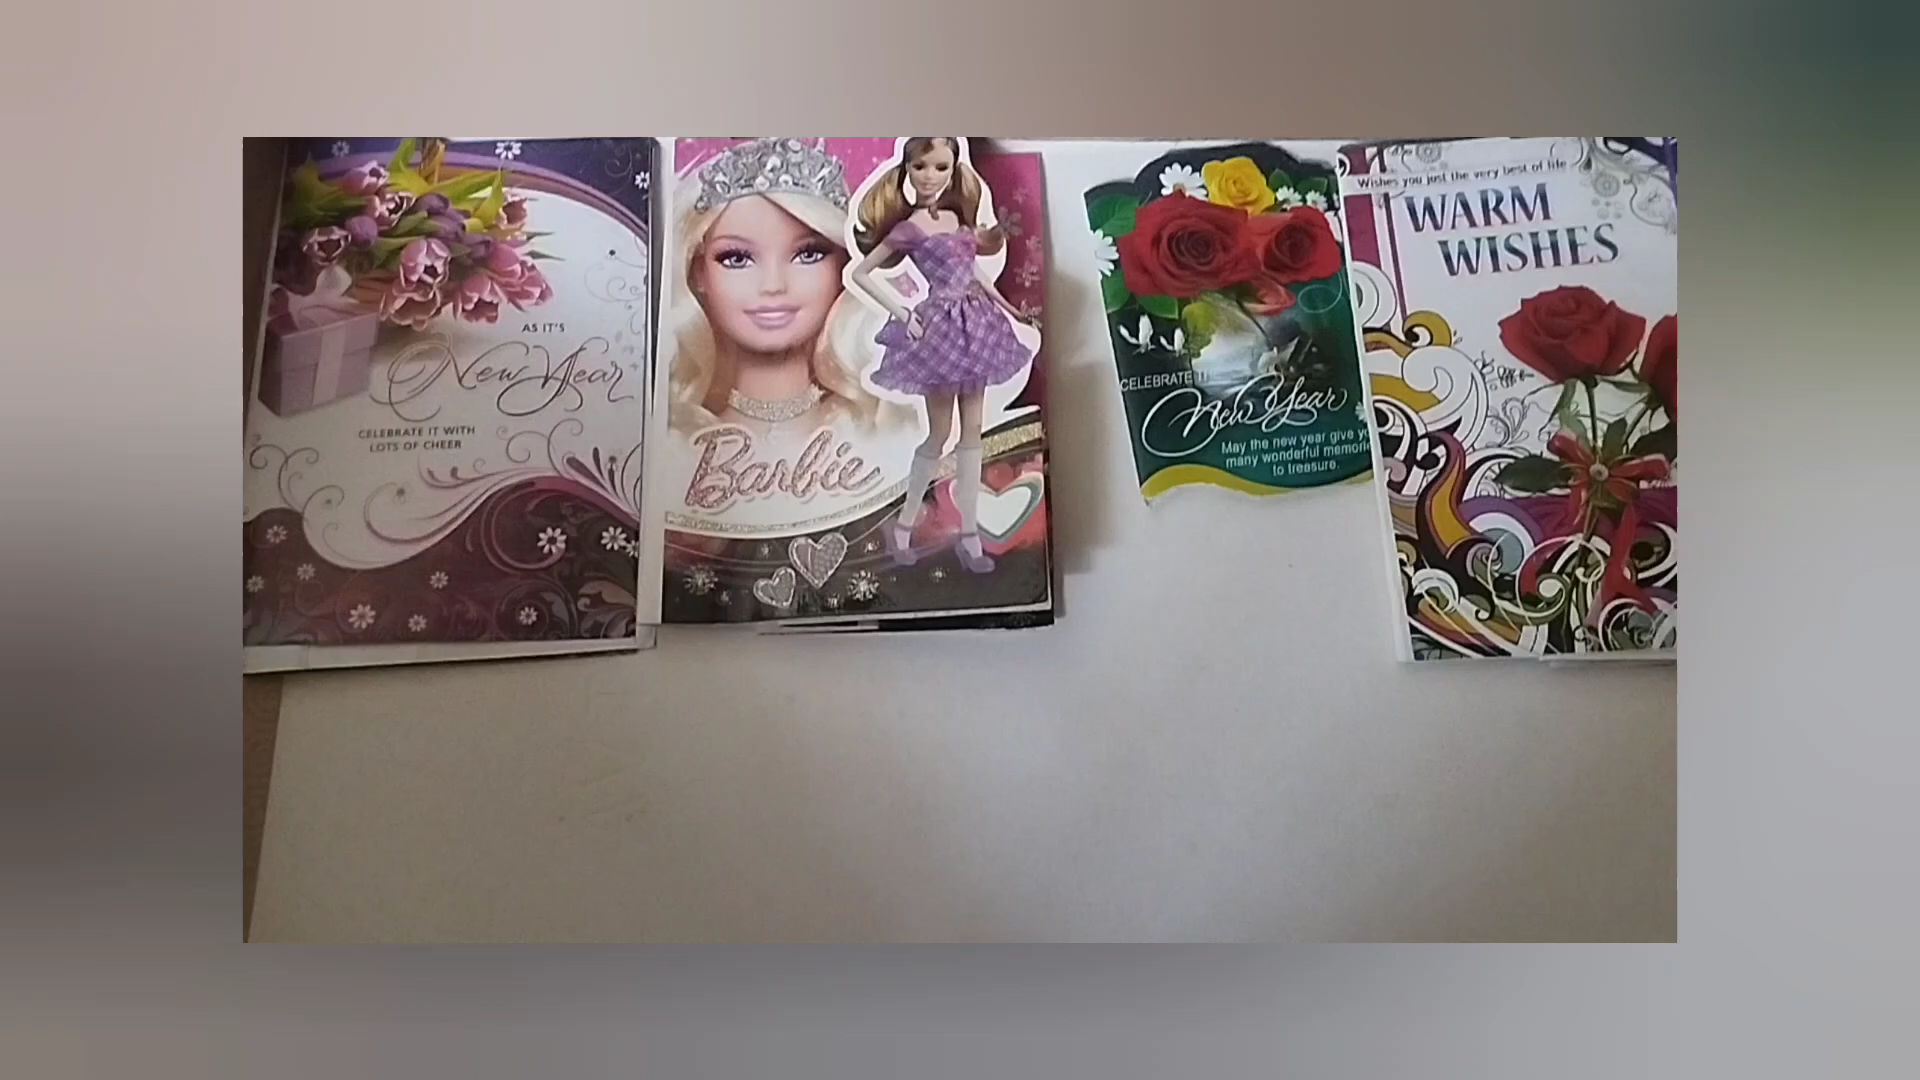 AS IT'S
New Year
CELEBRATE IT WITH
LOTS OF CHEER
Barbie
CELEBRATE
New Year
May the new year give
many wonderful
to treasure.
Wishes you just the very best of life
WARM
WISHES